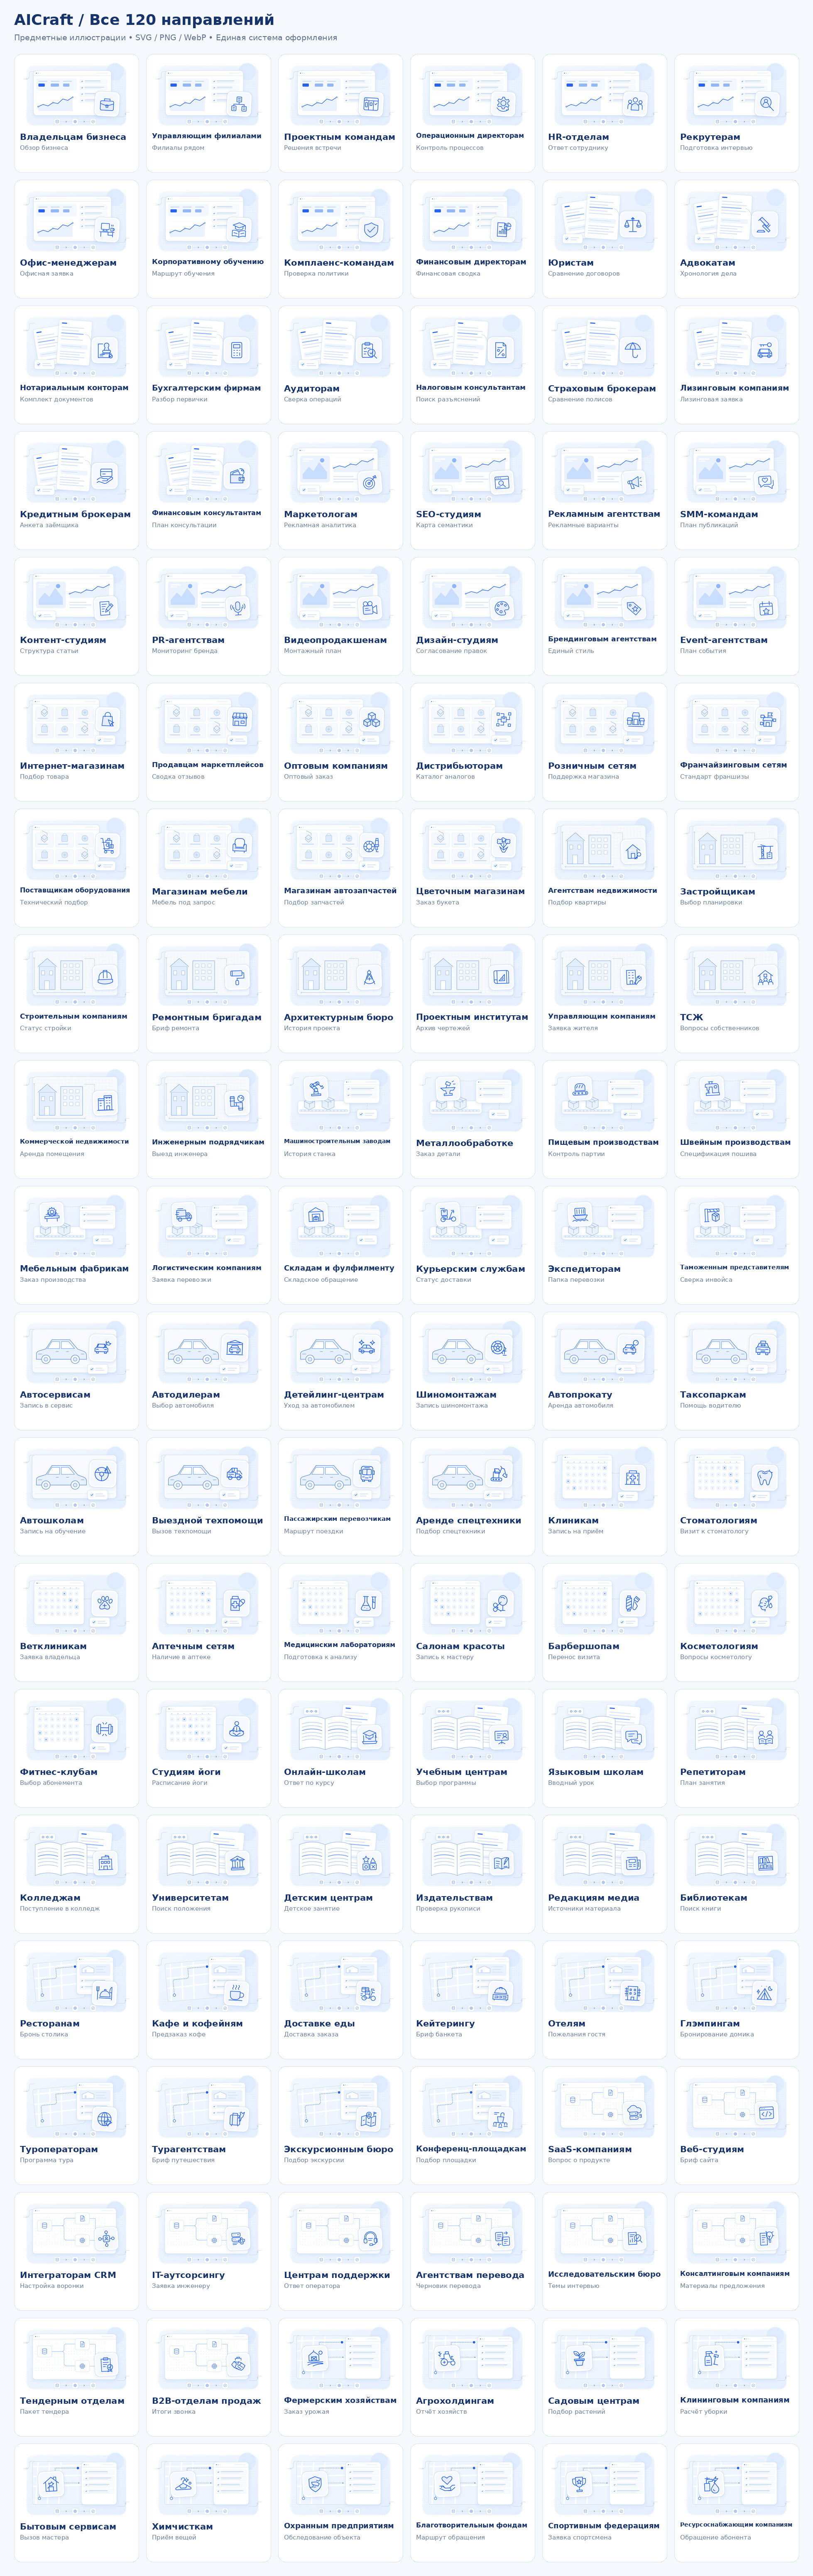 AICraft / Все 120 направлений
Предметные иллюстрации • SVG / PNG / WebP • Единая система оформления
Владельцам бизнеса
Обзор бизнеса
Управляющим филиалами
Филиалы рядом
Проектным командам
Решения встречи
Операционным директорам
Контроль процессов
HR-отделам
Ответ сотруднику
Рекрутерам
Подготовка интервью
Офис-менеджерам
Офисная заявка
Корпоративному обучению
Маршрут обучения
Комплаенс-командам
Проверка политики
Финансовым директорам
Финансовая сводка
Юристам
Сравнение договоров
Адвокатам
Хронология дела
Нотариальным конторам
Комплект документов
Бухгалтерским фирмам
Разбор первички
Аудиторам
Сверка операций
Налоговым консультантам
Поиск разъяснений
Страховым брокерам
Сравнение полисов
Лизинговым компаниям
Лизинговая заявка
Кредитным брокерам
Анкета заёмщика
Финансовым консультантам
План консультации
Маркетологам
Рекламная аналитика
SEO-студиям
Карта семантики
Рекламным агентствам
Рекламные варианты
SMM-командам
План публикаций
Контент-студиям
Структура статьи
PR-агентствам
Мониторинг бренда
Видеопродакшенам
Монтажный план
Дизайн-студиям
Согласование правок
Брендинговым агентствам
Единый стиль
Event-агентствам
План события
Интернет-магазинам
Подбор товара
Продавцам маркетплейсов
Сводка отзывов
Оптовым компаниям
Оптовый заказ
Дистрибьюторам
Каталог аналогов
Розничным сетям
Поддержка магазина
Франчайзинговым сетям
Стандарт франшизы
Поставщикам оборудования
Технический подбор
Магазинам мебели
Мебель под запрос
Магазинам автозапчастей
Подбор запчастей
Цветочным магазинам
Заказ букета
Агентствам недвижимости
Подбор квартиры
Застройщикам
Выбор планировки
Строительным компаниям
Статус стройки
Ремонтным бригадам
Бриф ремонта
Архитектурным бюро
История проекта
Проектным институтам
Архив чертежей
Управляющим компаниям
Заявка жителя
ТСЖ
Вопросы собственников
Коммерческой недвижимости
Аренда помещения
Инженерным подрядчикам
Выезд инженера
Машиностроительным заводам
История станка
Металлообработке
Заказ детали
Пищевым производствам
Контроль партии
Швейным производствам
Спецификация пошива
Мебельным фабрикам
Заказ производства
Логистическим компаниям
Заявка перевозки
Складам и фулфилменту
Складское обращение
Курьерским службам
Статус доставки
Экспедиторам
Папка перевозки
Таможенным представителям
Сверка инвойса
Автосервисам
Запись в сервис
Автодилерам
Выбор автомобиля
Детейлинг-центрам
Уход за автомобилем
Шиномонтажам
Запись шиномонтажа
Автопрокату
Аренда автомобиля
Таксопаркам
Помощь водителю
Автошколам
Запись на обучение
Выездной техпомощи
Вызов техпомощи
Пассажирским перевозчикам
Маршрут поездки
Аренде спецтехники
Подбор спецтехники
Клиникам
Запись на приём
Стоматологиям
Визит к стоматологу
Ветклиникам
Заявка владельца
Аптечным сетям
Наличие в аптеке
Медицинским лабораториям
Подготовка к анализу
Салонам красоты
Запись к мастеру
Барбершопам
Перенос визита
Косметологиям
Вопросы косметологу
Фитнес-клубам
Выбор абонемента
Студиям йоги
Расписание йоги
Онлайн-школам
Ответ по курсу
Учебным центрам
Выбор программы
Языковым школам
Вводный урок
Репетиторам
План занятия
Колледжам
Поступление в колледж
Университетам
Поиск положения
Детским центрам
Детское занятие
Издательствам
Проверка рукописи
Редакциям медиа
Источники материала
Библиотекам
Поиск книги
Ресторанам
Бронь столика
Кафе и кофейням
Предзаказ кофе
Доставке еды
Доставка заказа
Кейтерингу
Бриф банкета
Отелям
Пожелания гостя
Глэмпингам
Бронирование домика
Туроператорам
Программа тура
Турагентствам
Бриф путешествия
Экскурсионным бюро
Подбор экскурсии
Конференц-площадкам
Подбор площадки
SaaS-компаниям
Вопрос о продукте
Веб-студиям
Бриф сайта
Интеграторам CRM
Настройка воронки
IT-аутсорсингу
Заявка инженеру
Центрам поддержки
Ответ оператора
Агентствам перевода
Черновик перевода
Исследовательским бюро
Темы интервью
Консалтинговым компаниям
Материалы предложения
Тендерным отделам
Пакет тендера
B2B-отделам продаж
Итоги звонка
Фермерским хозяйствам
Заказ урожая
Агрохолдингам
Отчёт хозяйств
Садовым центрам
Подбор растений
Клининговым компаниям
Расчёт уборки
Бытовым сервисам
Вызов мастера
Химчисткам
Приём вещей
Охранным предприятиям
Обследование объекта
Благотворительным фондам
Маршрут обращения
Спортивным федерациям
Заявка спортсмена
Ресурсоснабжающим компаниям
Обращение абонента